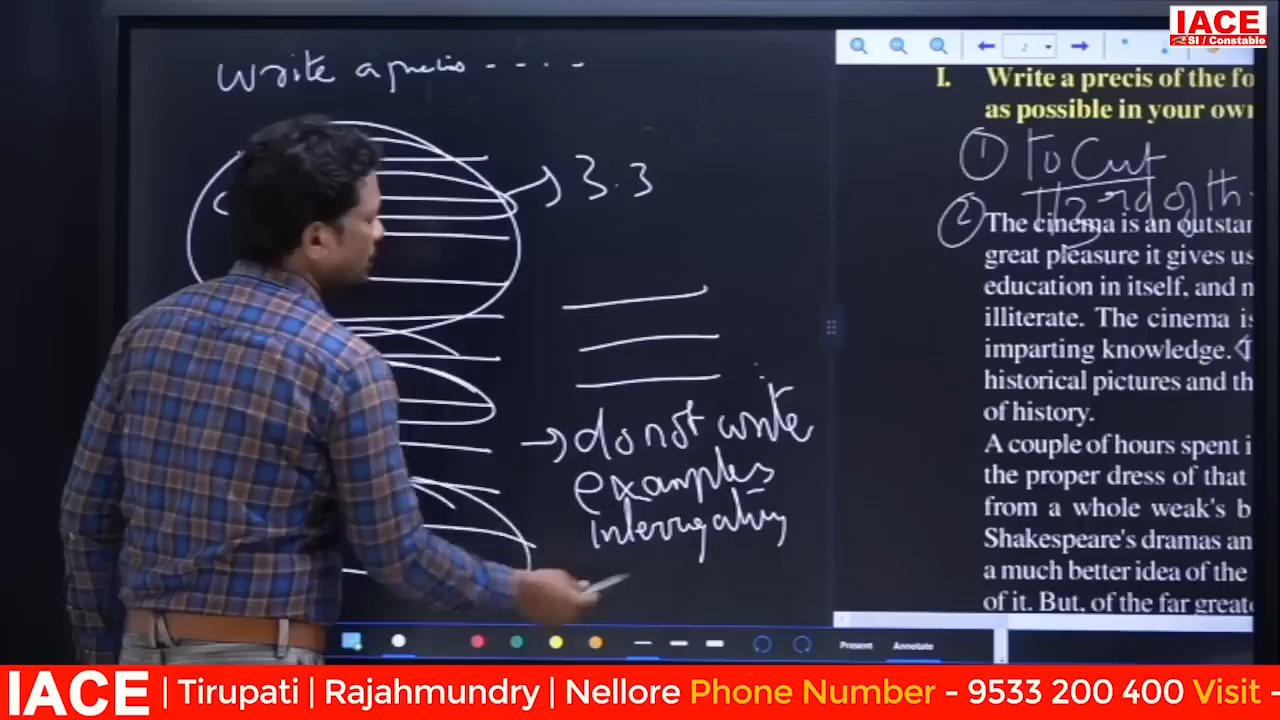 IACE
SI / Constable
Write a precis - - - -
3.3
→ do not write
examples
interrogative
2
I. Write a precis of the fo
as possible in your own
① To Cut
② 1/3rd of th
The cinema is an outstan
great pleasure it gives us
education in itself, and m
illiterate. The cinema is
imparting knowledge.
historical pictures and th
of history.
A couple of hours spent i
the proper dress of that
from a whole weak's b
Shakespeare's dramas an
a much better idea of the
of it. But, of the far greate
Present Annotate
IACE | Tirupati | Rajahmundry | Nellore Phone Number - 9533 200 400 Visit -